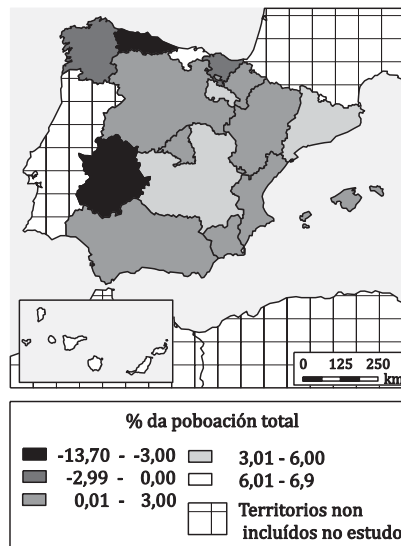 0 125 250
km
% da poboación total
-13,70 - -3,00
-2,99 - 0,00
0,01 - 3,00
3,01 - 6,00
6,01 - 6,9
Territorios non
incluídos no estudo